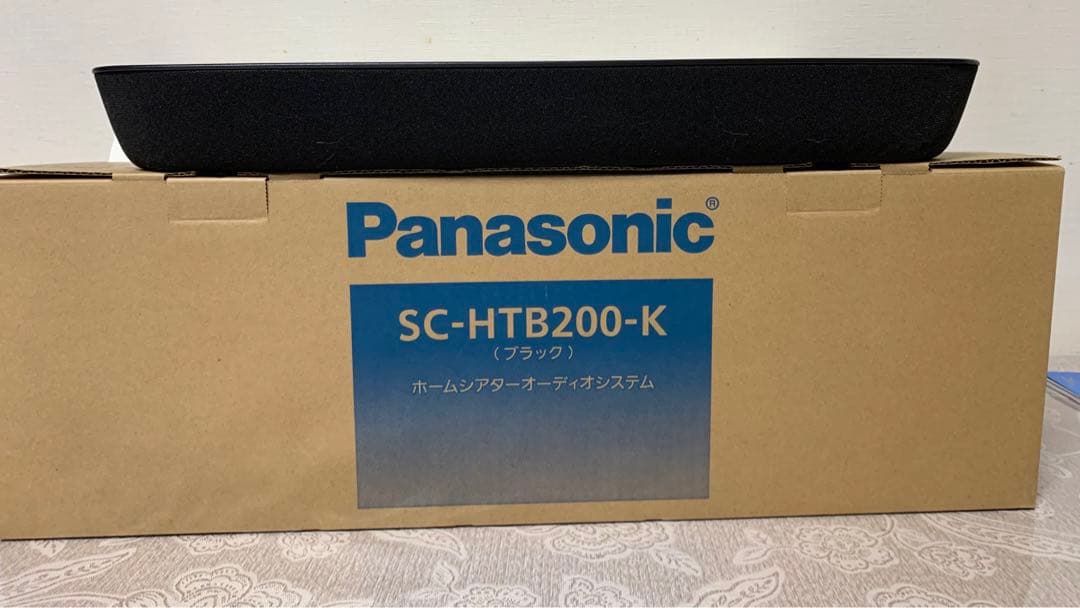 Panasonic®
SC-HTB200-K
(ブラック)
ホームシアターオーディオシステム